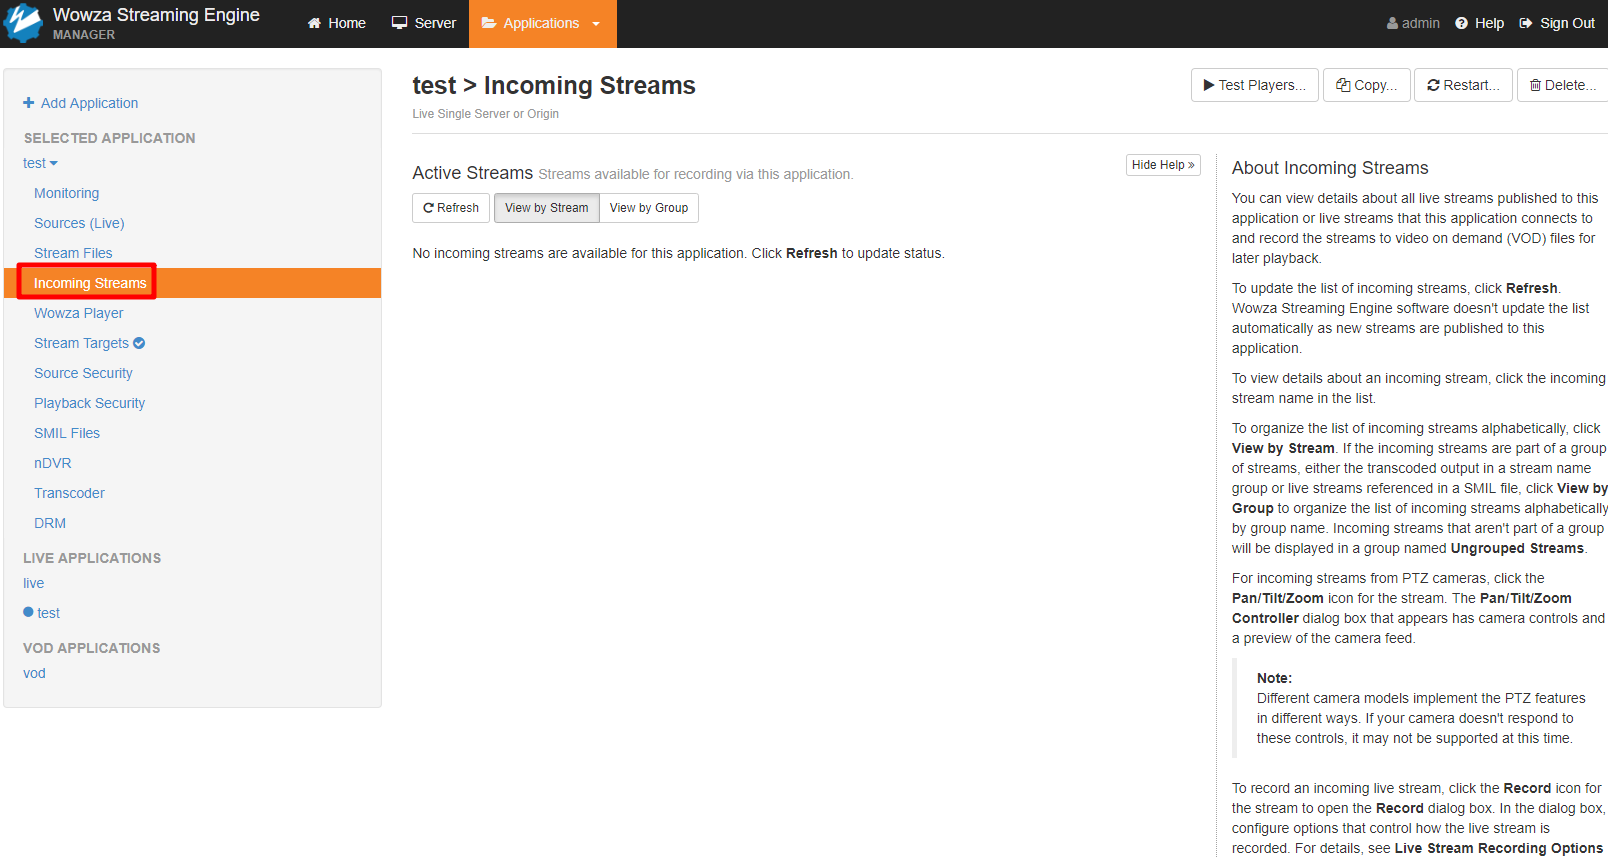 Wowza Streaming Engine
MANAGER
Home
Server
Applications
admin
Help
Sign Out
Add Application
SELECTED APPLICATION
test
Monitoring
Sources (Live)
Stream Files
Incoming Streams
Wowza Player
Stream Targets
Source Security
Playback Security
SMIL Files
nDVR
Transcoder
DRM
LIVE APPLICATIONS
live
test
VOD APPLICATIONS
vod
test > Incoming Streams
Live Single Server or Origin
Test Players...
Copy...
Restart...
Delete...
Active Streams Streams available for recording via this application.
Hide Help »
Refresh
View by Stream
View by Group
No incoming streams are available for this application. Click Refresh to update status.
About Incoming Streams
You can view details about all live streams published to this
application or live streams that this application connects to
and record the streams to video on demand (VOD) files for
later playback.
To update the list of incoming streams, click Refresh.
Wowza Streaming Engine software doesn't update the list
automatically as new streams are published to this
application.
To view details about an incoming stream, click the incoming
stream name in the list.
To organize the list of incoming streams alphabetically, click
View by Stream. If the incoming streams are part of a group
of streams, either the transcoded output in a stream name
group or live streams referenced in a SMIL file, click View by
Group to organize the list of incoming streams alphabetically
by group name. Incoming streams that aren't part of a group
will be displayed in a group named Ungrouped Streams.
For incoming streams from PTZ cameras, click the
Pan/Tilt/Zoom icon for the stream. The Pan/Tilt/Zoom
Controller dialog box that appears has camera controls and
a preview of the camera feed.
Note:
Different camera models implement the PTZ features
in different ways. If your camera doesn't respond to
these controls, it may not be supported at this time.
To record an incoming live stream, click the Record icon for
the stream to open the Record dialog box. In the dialog box,
configure options that control how the live stream is
recorded. For details, see Live Stream Recording Options